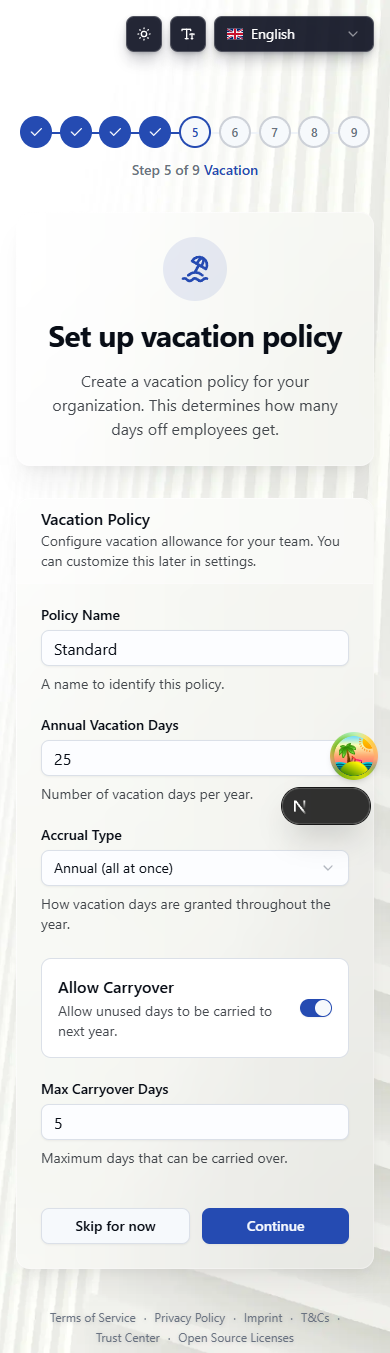 English
5 6 7 8 9
Step 5 of 9 Vacation
Set up vacation policy
Create a vacation policy for your
organization. This determines how many
days off employees get.
Vacation Policy
Configure vacation allowance for your team. You
can customize this later in settings.
Policy Name
Standard
A name to identify this policy.
Annual Vacation Days
25
Number of vacation days per year.
N
Accrual Type
Annual (all at once)
How vacation days are granted throughout the
year.
Allow Carryover
Allow unused days to be carried to
next year.
Max Carryover Days
5
Maximum days that can be carried over.
Skip for now Continue
Terms of Service · Privacy Policy · Imprint · T&Cs ·
Trust Center · Open Source Licenses